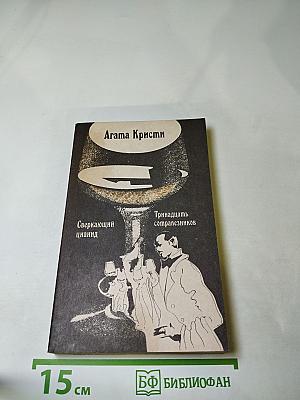 Агата Кристи
Сверкающий
цианид
Тринадцать
сотрапезников
15 см
БФ БИБЛИОФАН